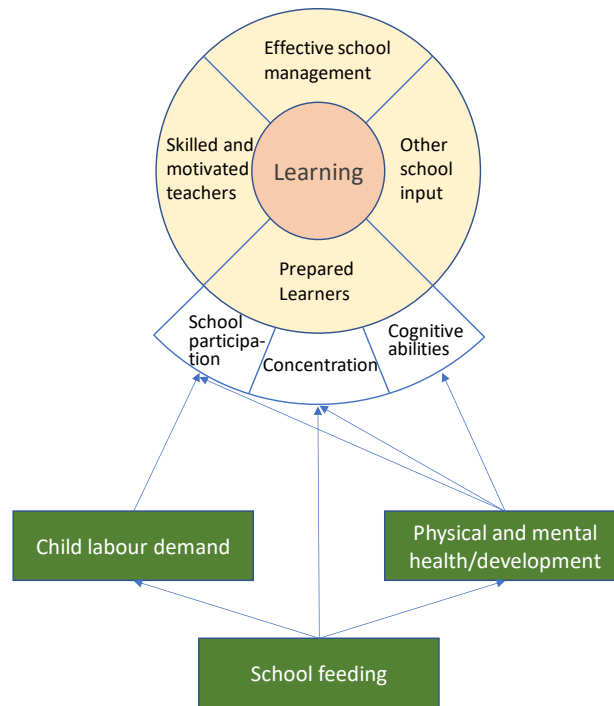 Effective school
management
Skilled and
motivated
teachers
Learning
Other
school
input
Prepared
Learners
School
participa-
tion
Concentration
Cognitive
abilities
Child labour demand
Physical and mental
health/development
School feeding